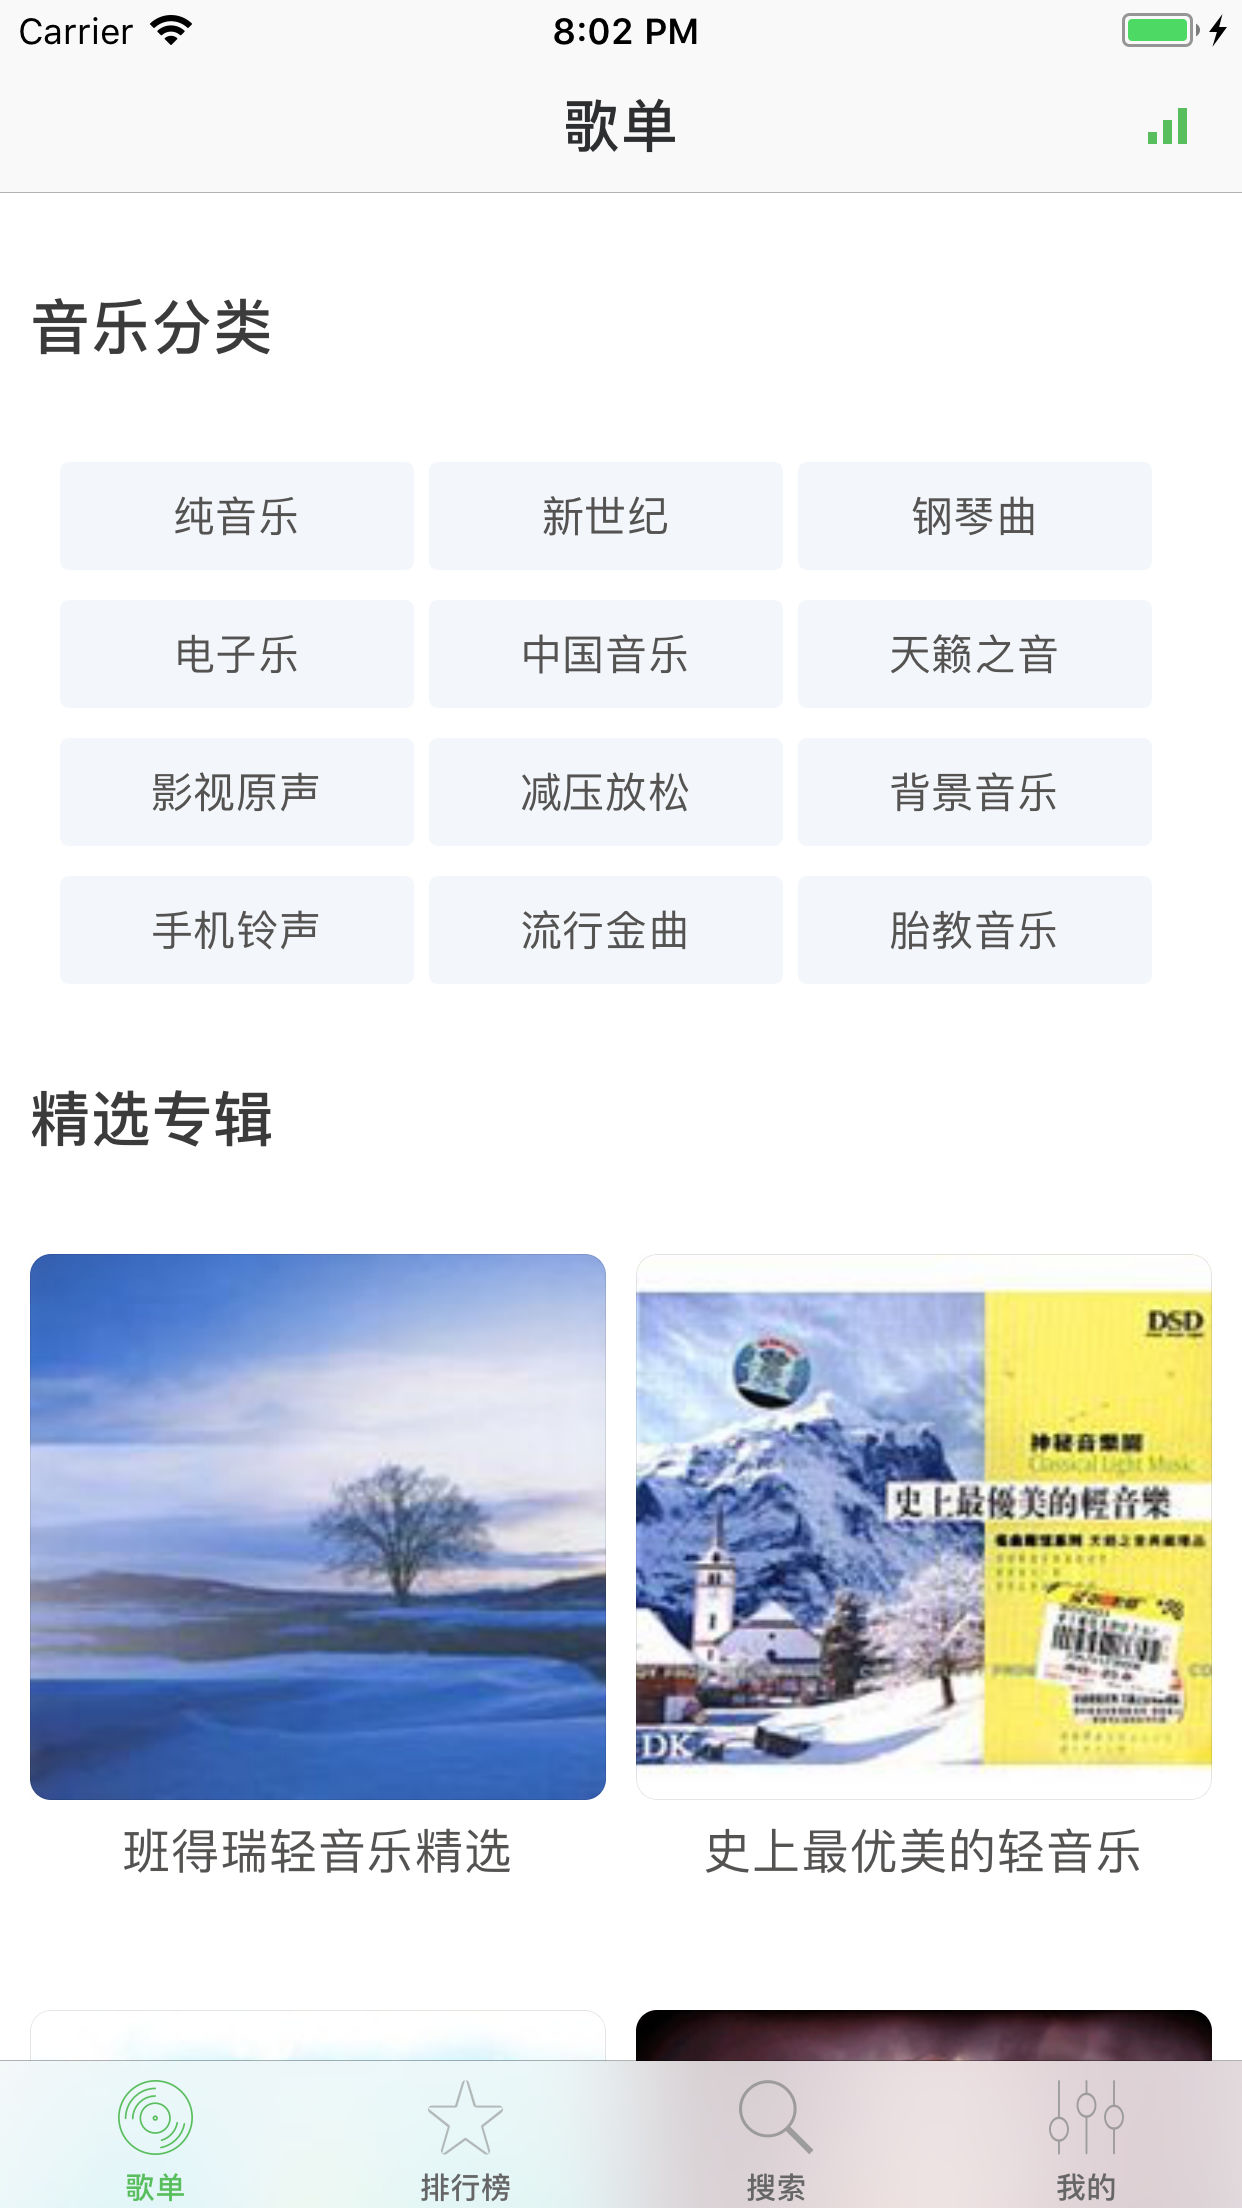 Carrier 8:02 PM
歌单
音乐分类
纯音乐 新世纪 钢琴曲
电子乐 中国音乐 天籁之音
影视原声 减压放松 背景音乐
手机铃声 流行金曲 胎教音乐
精选专辑
DSD
神秘音樂園
Classical Light Music
史上最優美的輕音樂
DK
班得瑞轻音乐精选 史上最优美的轻音乐
歌单 排行榜 搜索 我的